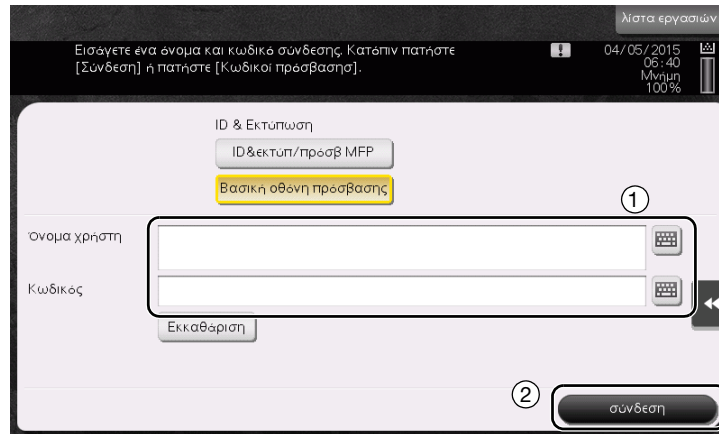 λίστα εργασιών
Εισάγετε ένα όνομα και κωδικό σύνδεσης. Κατόπιν πατήστε
[Σύνδεση] ή πατήστε [Κωδικοί πρόσβασησ].
04/05/2015
06:40
Μνήμη
100%
ID & Εκτύπωση
ID&εκτύπ/πρόσβ MFP
Βασική οθόνη πρόσβασης
1
Όνομα χρήστη
Κωδικός
Εκκαθάριση
2
σύνδεση